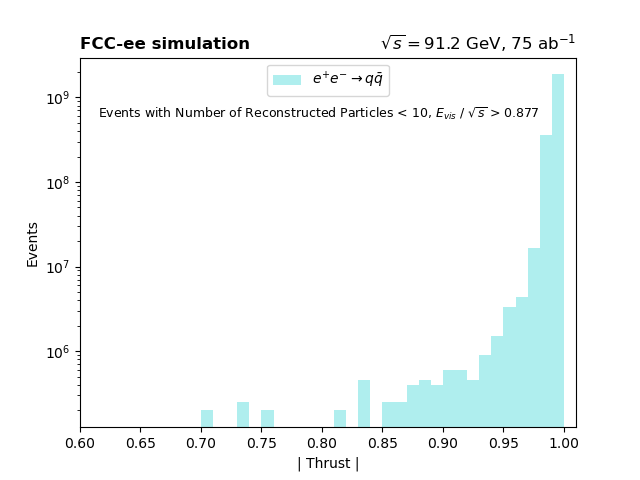 FCC-ee simulation
√s = 91.2 GeV, 75 ab⁻¹
e⁺e⁻ → qq̄
Events with Number of Reconstructed Particles < 10, E_vis / √s > 0.877
Events
10⁹
10⁸
10⁷
10⁶
0.60 0.65 0.70 0.75 0.80 0.85 0.90 0.95 1.00
| Thrust |